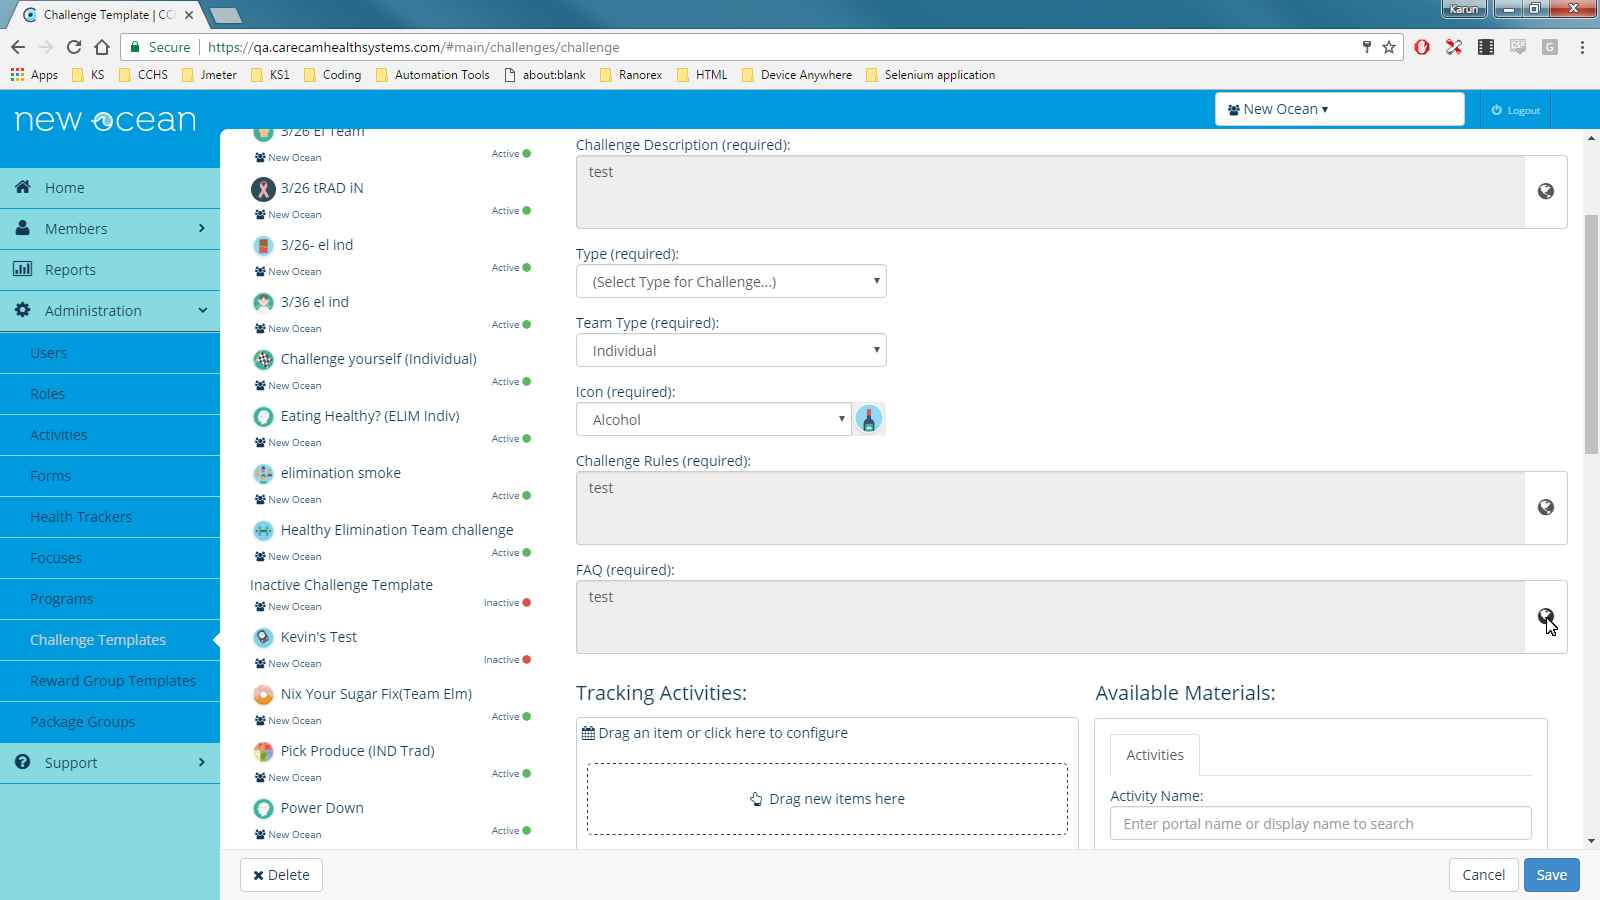 Challenge Template | CC
Karun
Secure
https://qa.carecamhealthsystems.com/#main/challenges/challenge
Apps
KS
CCHS
Jmeter
KS1
Coding
Automation Tools
about:blank
Ranorex
HTML
Device Anywhere
Selenium application
new ocean
New Ocean
Logout
Home
Members
Reports
Administration
Users
Roles
Activities
Forms
Health Trackers
Focuses
Programs
Challenge Templates
Reward Group Templates
Package Groups
Support
3/26 El Team
New Ocean
Active
3/26 tRAD iN
New Ocean
Active
3/26- el ind
New Ocean
Active
3/36 el ind
New Ocean
Active
Challenge yourself (Individual)
New Ocean
Active
Eating Healthy? (ELIM Indiv)
New Ocean
Active
elimination smoke
New Ocean
Active
Healthy Elimination Team challenge
New Ocean
Active
Inactive Challenge Template
New Ocean
Inactive
Kevin's Test
New Ocean
Inactive
Nix Your Sugar Fix(Team Elm)
New Ocean
Active
Pick Produce (IND Trad)
New Ocean
Active
Power Down
New Ocean
Active
Challenge Description (required):
test
Type (required):
(Select Type for Challenge...)
Team Type (required):
Individual
Icon (required):
Alcohol
Challenge Rules (required):
test
FAQ (required):
test
Tracking Activities:
Drag an item or click here to configure
Drag new items here
Available Materials:
Activities
Activity Name:
Enter portal name or display name to search
Delete
Cancel
Save